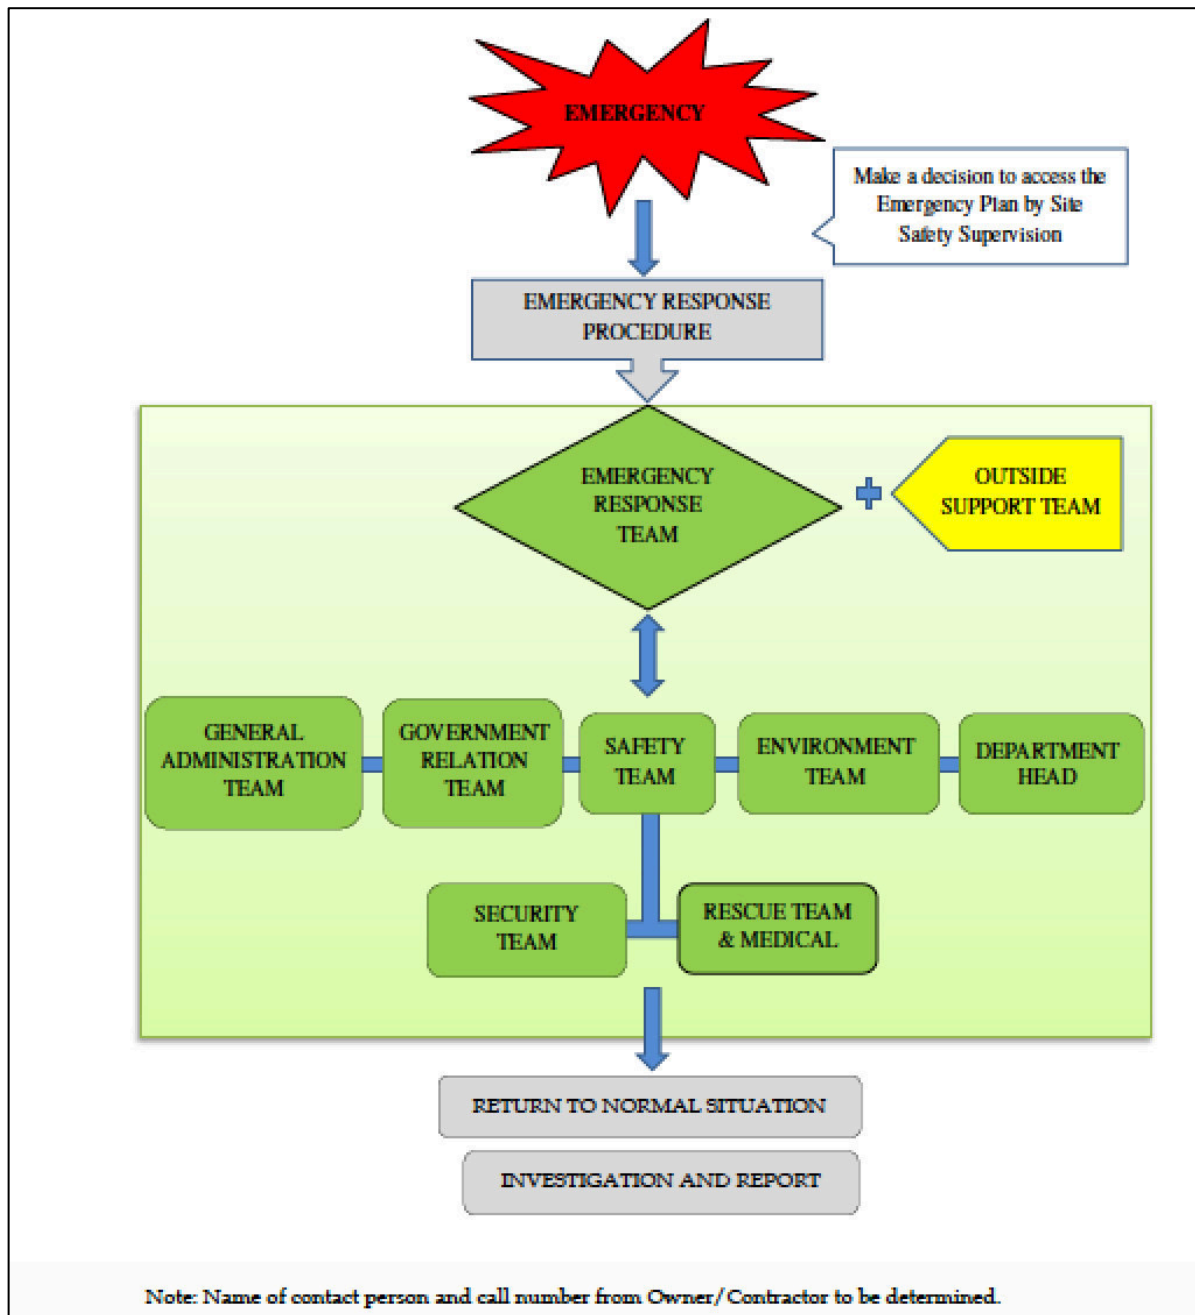 EMERGENCY
Make a decision to access the
Emergency Plan by Site
Safety Supervision
EMERGENCY RESPONSE
PROCEDURE
EMERGENCY
RESPONSE
TEAM
OUTSIDE
SUPPORT TEAM
GENERAL
ADMINISTRATION
TEAM
GOVERNMENT
RELATION
TEAM
SAFETY
TEAM
ENVIRONMENT
TEAM
DEPARTMENT
HEAD
SECURITY
TEAM
RESCUE TEAM
& MEDICAL
RETURN TO NORMAL SITUATION
INVESTIGATION AND REPORT
Note: Name of contact person and call number from Owner/Contractor to be determined.